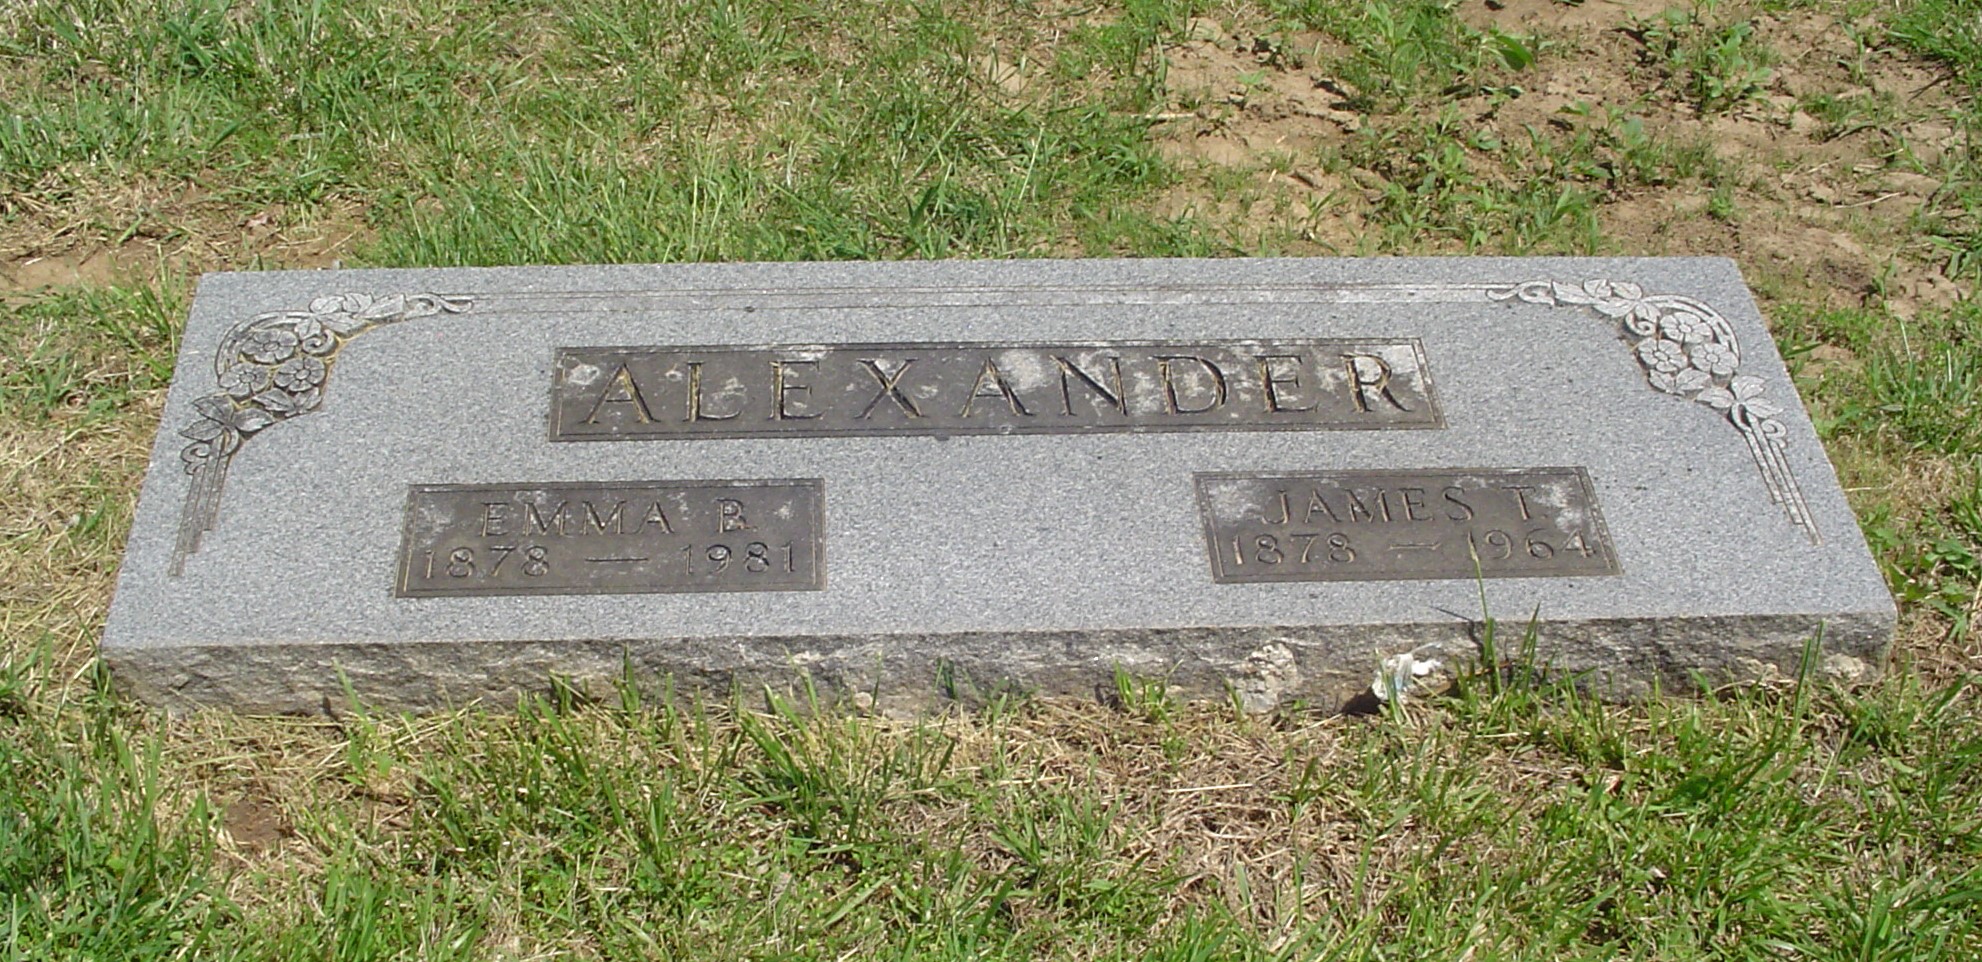 ALEXANDER
EMMA B.
1878 — 1981
JAMES T.
1878 — 1964